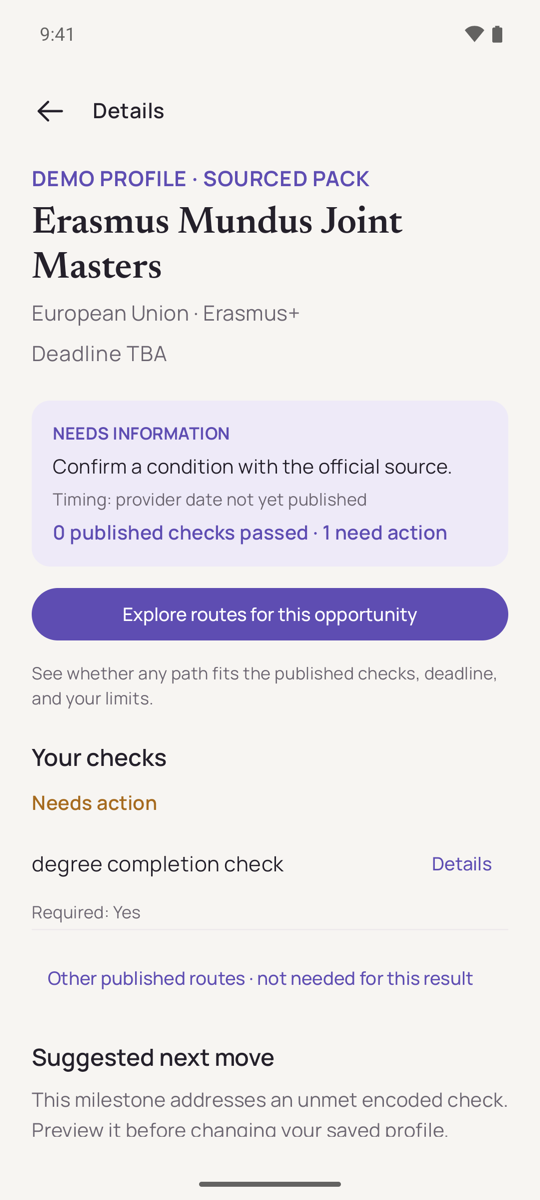 9:41
Details
DEMO PROFILE · SOURCED PACK
Erasmus Mundus Joint
Masters
European Union · Erasmus+
Deadline TBA
NEEDS INFORMATION
Confirm a condition with the official source.
Timing: provider date not yet published
0 published checks passed · 1 need action
Explore routes for this opportunity
See whether any path fits the published checks, deadline,
and your limits.
Your checks
Needs action
degree completion check
Details
Required: Yes
Other published routes · not needed for this result
Suggested next move
This milestone addresses an unmet encoded check.
Preview it before changing your saved profile.